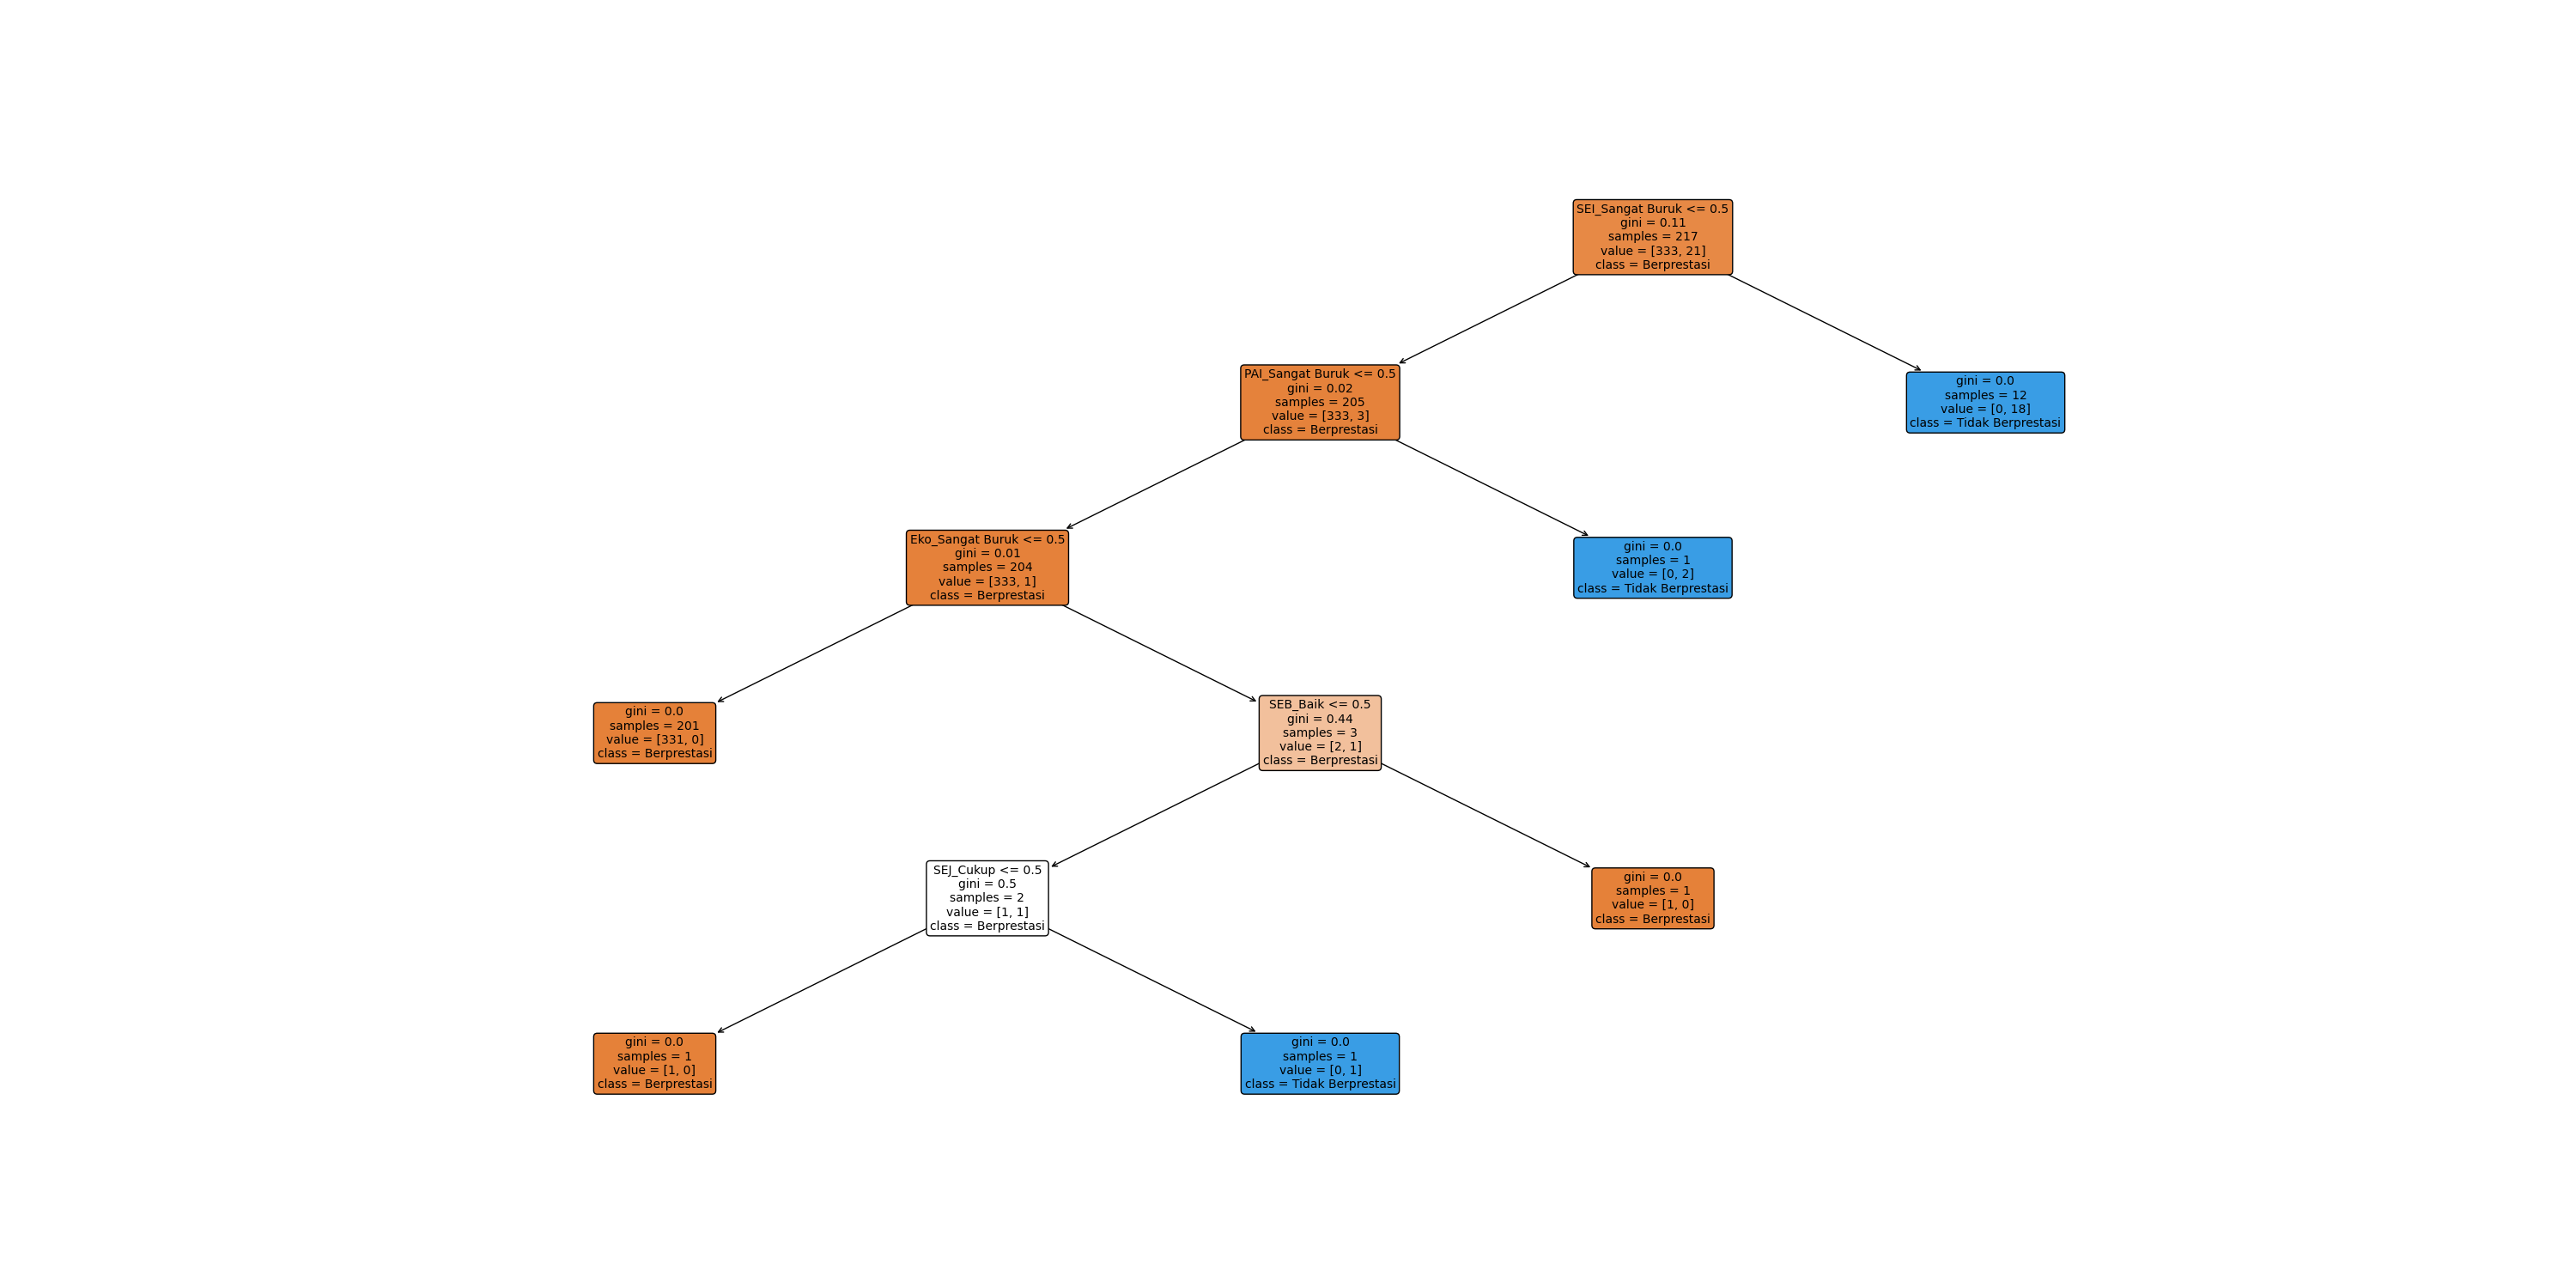 SEI_Sangat Buruk <= 0.5
gini = 0.11
samples = 217
value = [333, 21]
class = Berprestasi
PAI_Sangat Buruk <= 0.5
gini = 0.02
samples = 205
value = [333, 3]
class = Berprestasi
gini = 0.0
samples = 12
value = [0, 18]
class = Tidak Berprestasi
Eko_Sangat Buruk <= 0.5
gini = 0.01
samples = 204
value = [333, 1]
class = Berprestasi
gini = 0.0
samples = 1
value = [0, 2]
class = Tidak Berprestasi
gini = 0.0
samples = 201
value = [331, 0]
class = Berprestasi
SEB_Baik <= 0.5
gini = 0.44
samples = 3
value = [2, 1]
class = Berprestasi
SEJ_Cukup <= 0.5
gini = 0.5
samples = 2
value = [1, 1]
class = Berprestasi
gini = 0.0
samples = 1
value = [1, 0]
class = Berprestasi
gini = 0.0
samples = 1
value = [1, 0]
class = Berprestasi
gini = 0.0
samples = 1
value = [0, 1]
class = Tidak Berprestasi